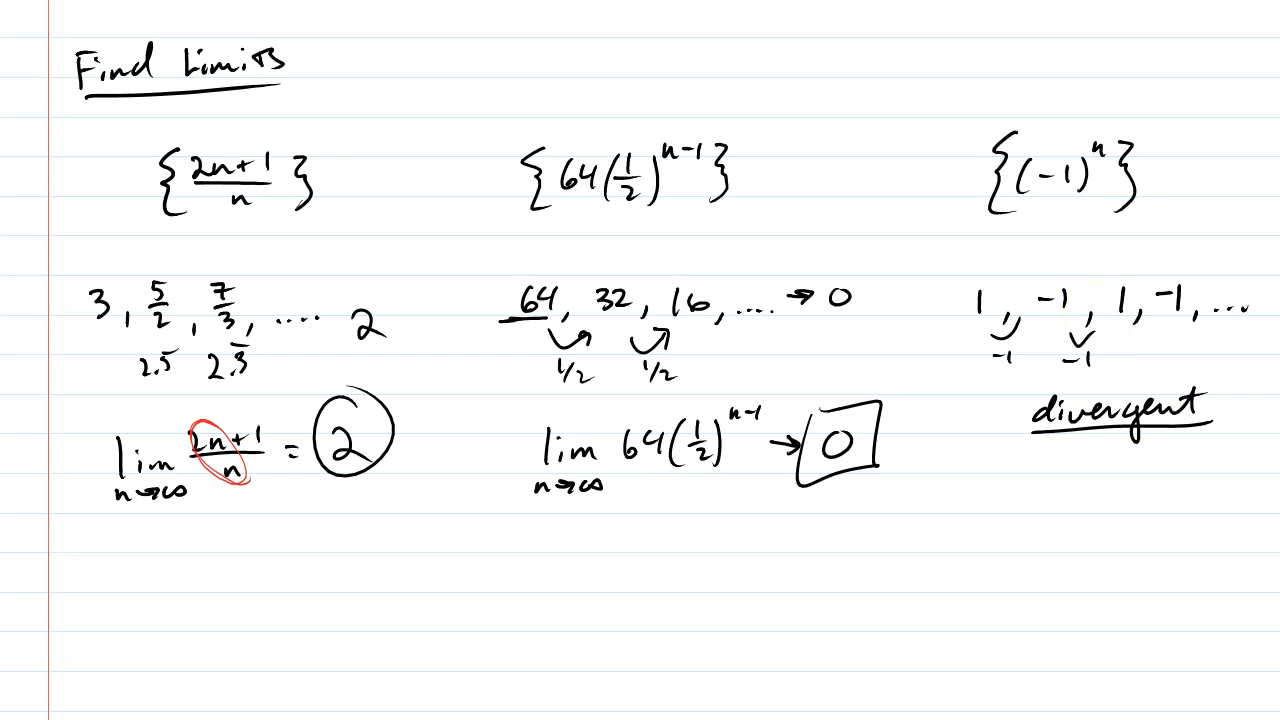 Find Limits
{ (2n+1)/n } { 64(1/2)^(n-1) } { (-1)^n }
3, 5/2, 7/3, .... 2 64, 32, 16, .... → 0 1, -1, 1, -1, ...
2.5 2.3̅ 1/2 1/2 -1 -1
divergent
lim n→∞ (2n+1)/n = 2 lim n→∞ 64(1/2)^(n-1) → 0